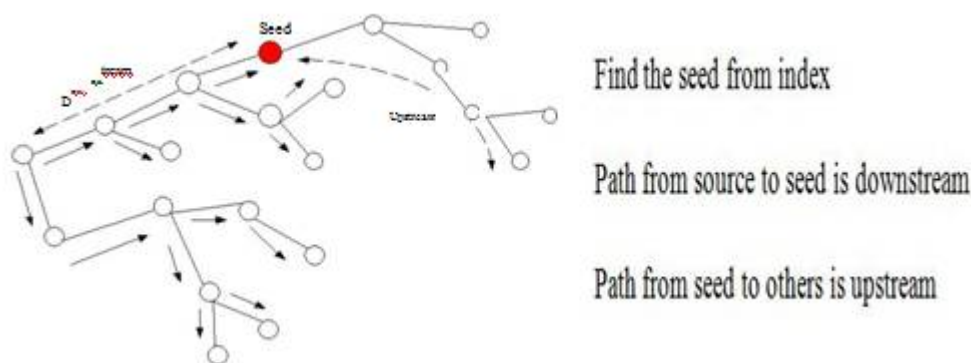 Seed
D
Upstream
Find the seed from index
Path from source to seed is downstream
Path from seed to others is upstream